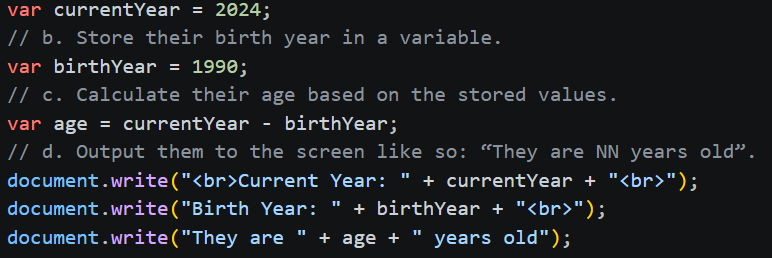 var currentYear = 2024;
// b. Store their birth year in a variable.
var birthYear = 1990;
// c. Calculate their age based on the stored values.
var age = currentYear - birthYear;
// d. Output them to the screen like so: “They are NN years old”.
document.write("<br>Current Year: " + currentYear + "<br>");
document.write("Birth Year: " + birthYear + "<br>");
document.write("They are " + age + " years old");